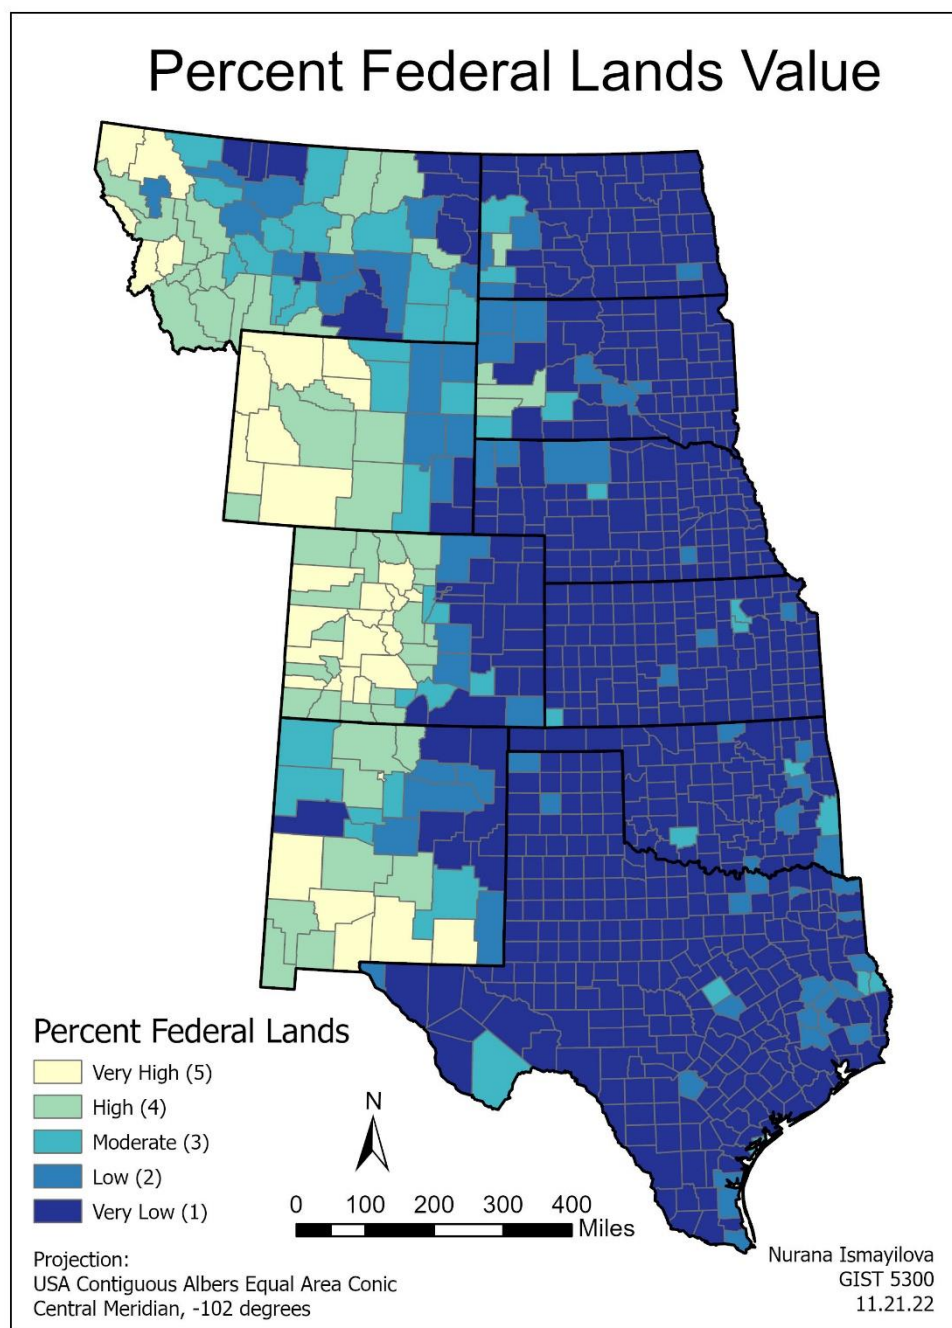 Percent Federal Lands Value
Percent Federal Lands
Very High (5)
High (4)
Moderate (3)
Low (2)
Very Low (1)
N
0 100 200 300 400
Miles
Projection:
USA Contiguous Albers Equal Area Conic
Central Meridian, -102 degrees
Nurana Ismayilova
GIST 5300
11.21.22